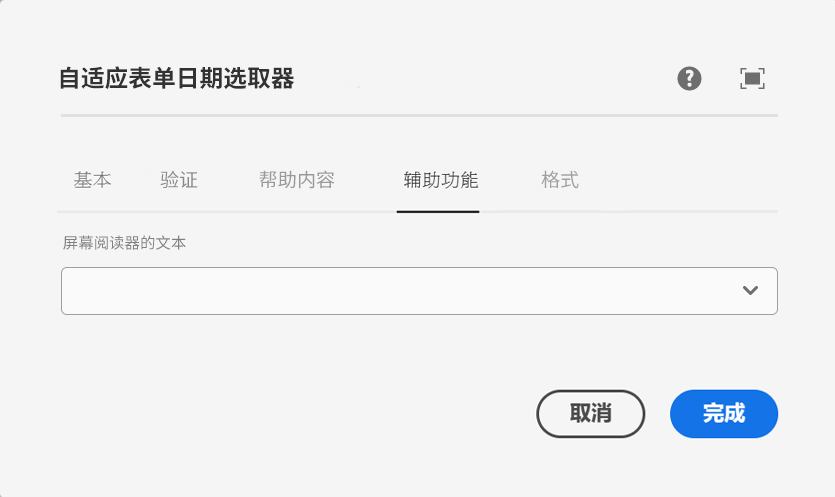 自适应表单日期选取器
基本 验证 帮助内容 辅助功能 格式
屏幕阅读器的文本
取消 完成